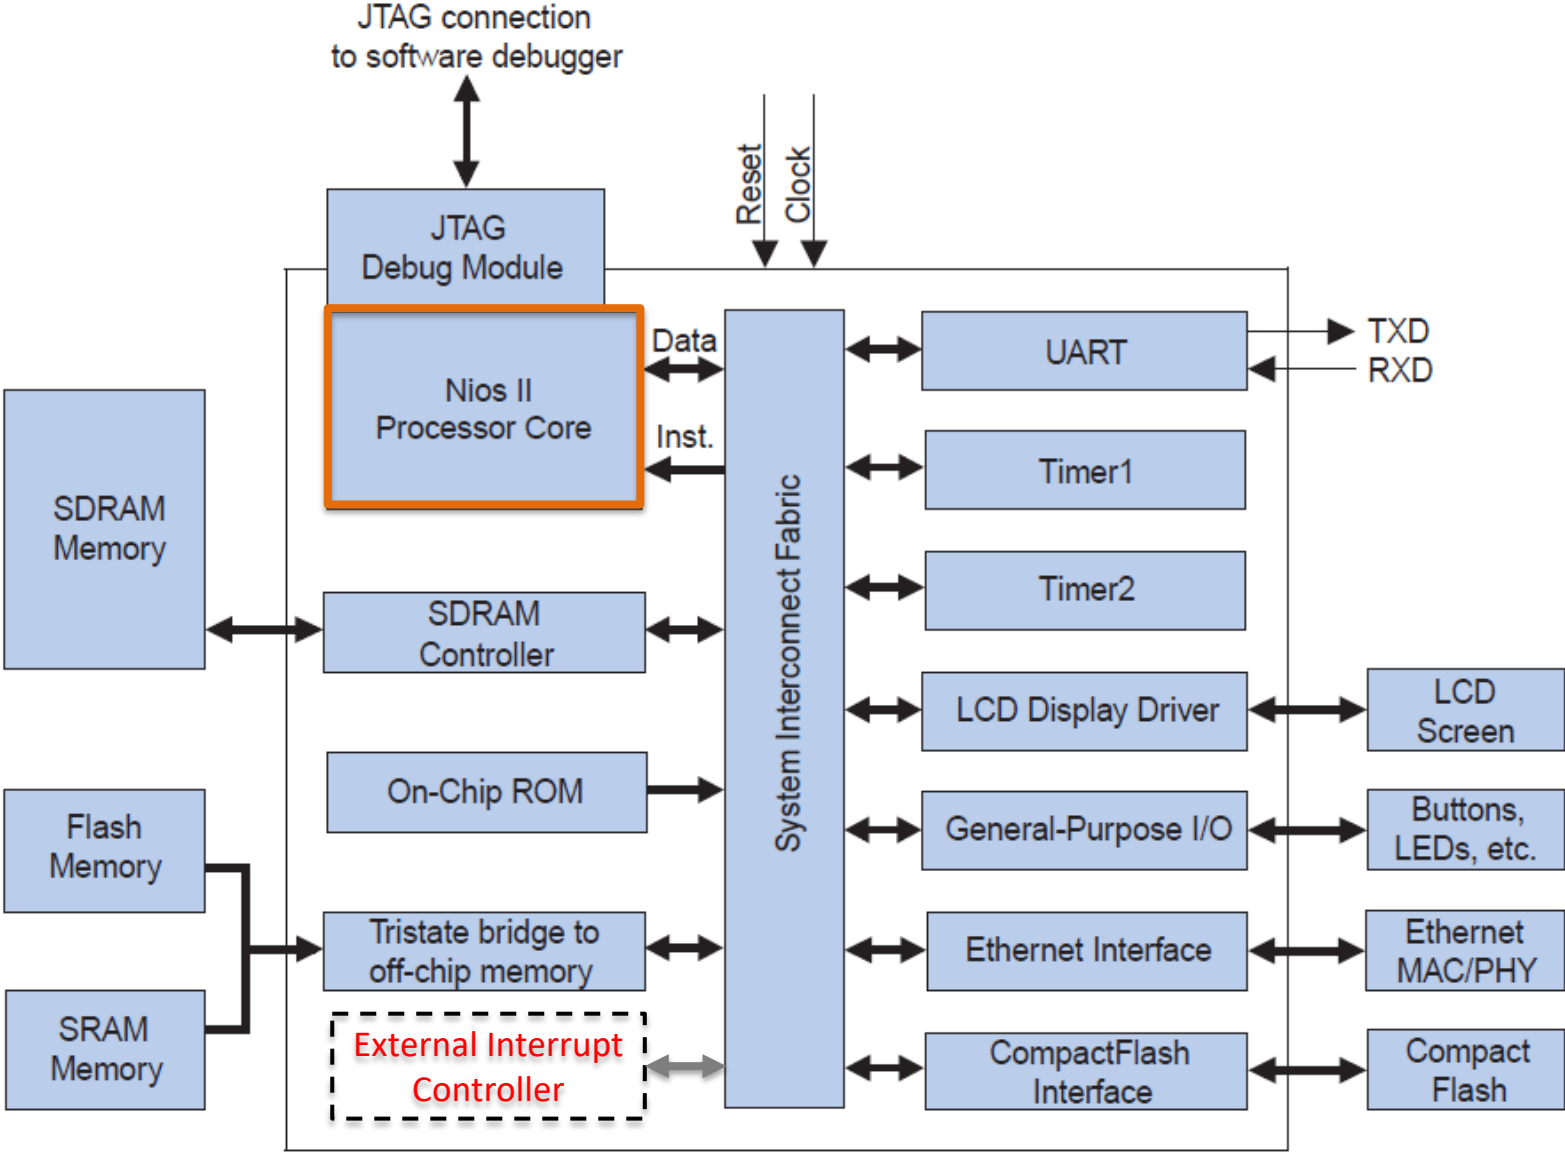 JTAG connection
to software debugger
Reset
Clock
JTAG
Debug Module
Nios II
Processor Core
Data
Inst.
SDRAM
Memory
SDRAM
Controller
On-Chip ROM
Flash
Memory
SRAM
Memory
Tristate bridge to
off-chip memory
External Interrupt
Controller
System Interconnect Fabric
UART
TXD
RXD
Timer1
Timer2
LCD Display Driver
LCD
Screen
General-Purpose I/O
Buttons,
LEDs, etc.
Ethernet Interface
Ethernet
MAC/PHY
CompactFlash
Interface
Compact
Flash